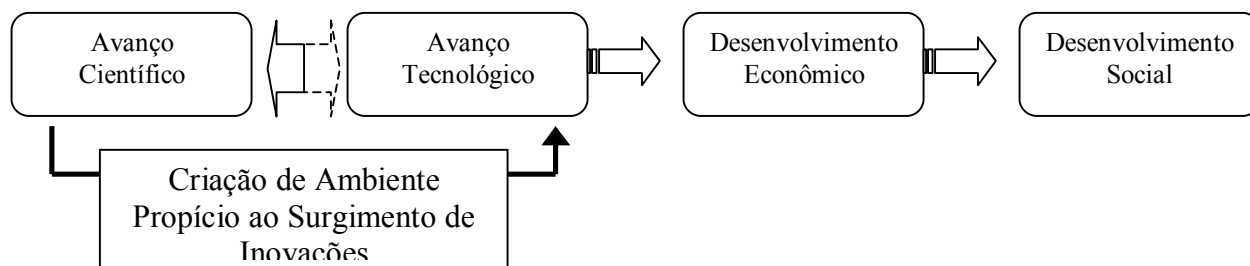 Avanço
Científico
Avanço
Tecnológico
Desenvolvimento
Econômico
Desenvolvimento
Social
Criação de Ambiente
Propício ao Surgimento de
Inovações